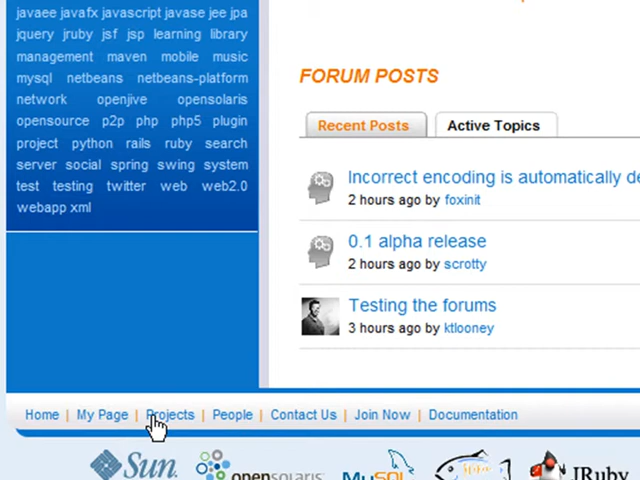 javaee javafx javascript javase jee jpa
jquery jruby jsf jsp learning library
management maven mobile music
mysql netbeans netbeans-platform
network openjive opensolaris
opensource p2p php php5 plugin
project python rails ruby search
server social spring swing system
test testing twitter web web2.0
webapp xml
FORUM POSTS
Recent Posts Active Topics
Incorrect encoding is automatically de
2 hours ago by foxinit
0.1 alpha release
2 hours ago by scrotty
Testing the forums
3 hours ago by ktlooney
Home | My Page | Projects | People | Contact Us | Join Now | Documentation
Sun opensolaris MySQL JRuby